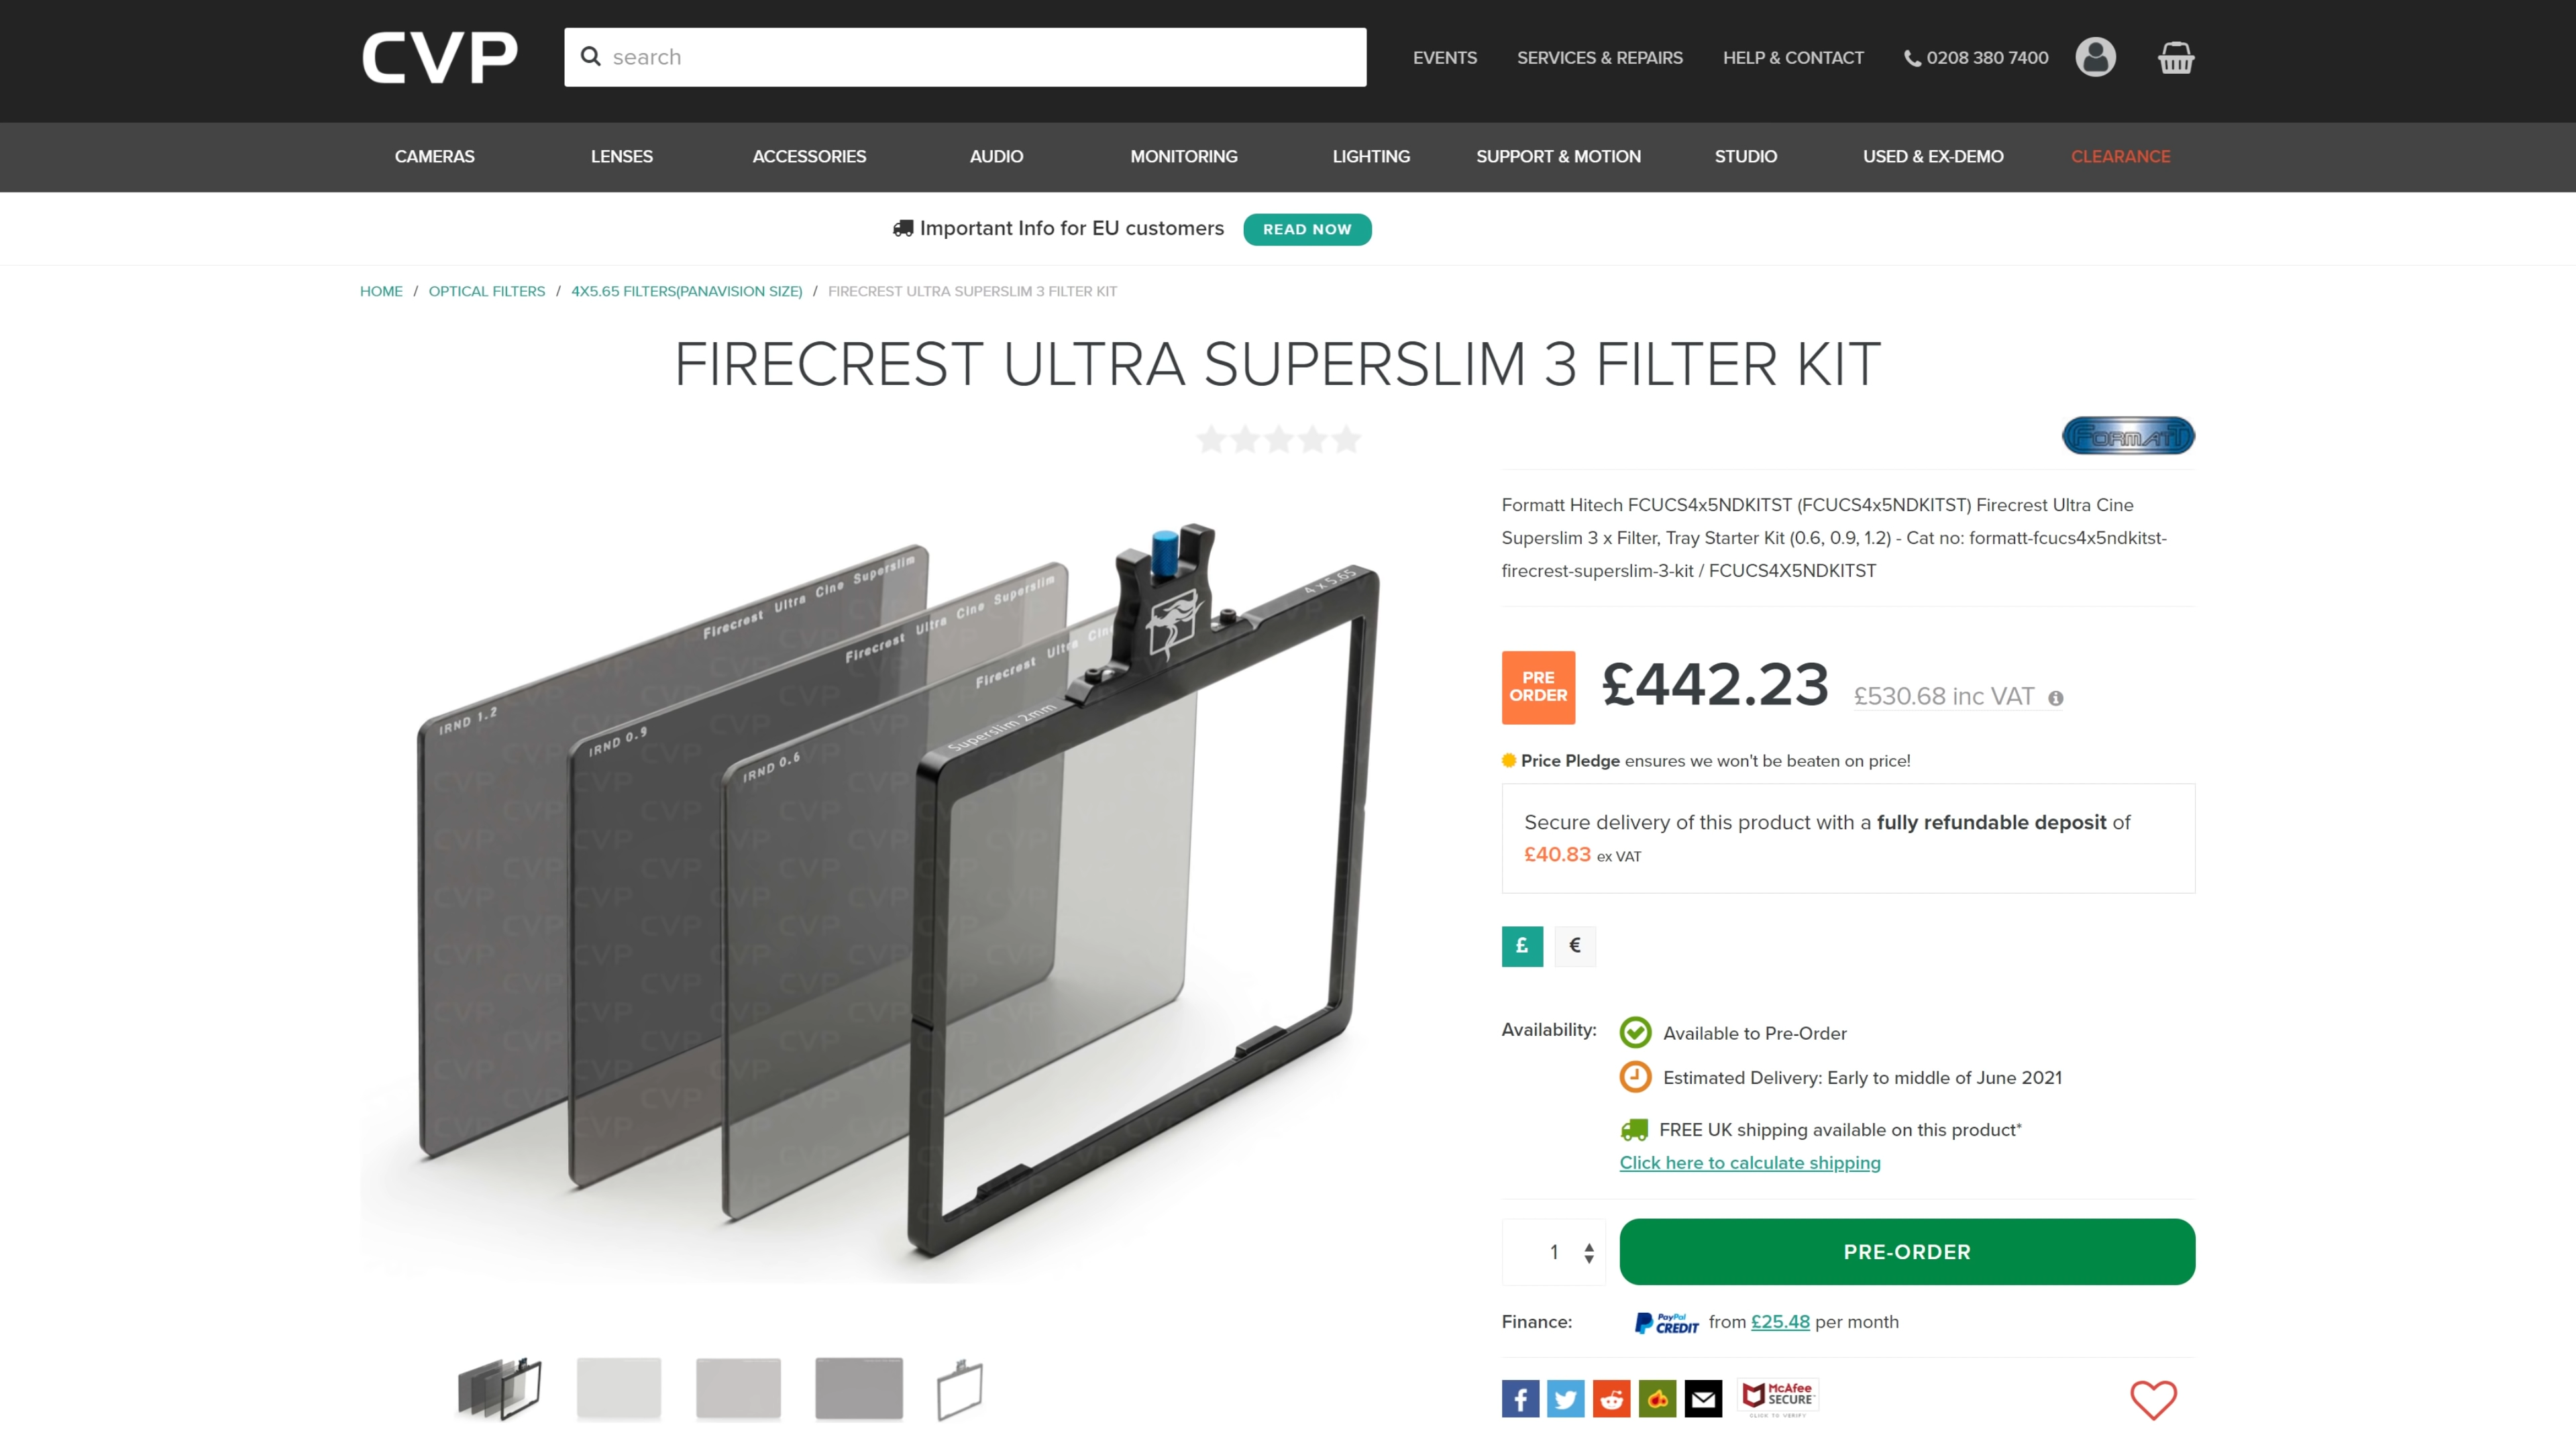 CVP
search
EVENTS
SERVICES & REPAIRS
HELP & CONTACT
0208 380 7400
CAMERAS
LENSES
ACCESSORIES
AUDIO
MONITORING
LIGHTING
SUPPORT & MOTION
STUDIO
USED & EX-DEMO
CLEARANCE
Important Info for EU customers
READ NOW
HOME / OPTICAL FILTERS / 4X5.65 FILTERS(PANAVISION SIZE) / FIRECREST ULTRA SUPERSLIM 3 FILTER KIT
FIRECREST ULTRA SUPERSLIM 3 FILTER KIT
FORMATT
Firecrest Ultra Cine Superslim
IRND 1.2
Firecrest Ultra Cine Superslim
IRND 0.9
Firecrest Ultra Cine
IRND 0.6
Superslim 2mm
4 x 5.65
Formatt Hitech FCUCS4x5NDKITST (FCUCS4x5NDKITST) Firecrest Ultra Cine
Superslim 3 x Filter, Tray Starter Kit (0.6, 0.9, 1.2) - Cat no: formatt-fcucs4x5ndkitst-
firecrest-superslim-3-kit / FCUCS4X5NDKITST
PRE
ORDER
£442.23
£530.68 inc VAT
Price Pledge ensures we won't be beaten on price!
Secure delivery of this product with a fully refundable deposit of
£40.83 ex VAT
£
€
Availability:
Available to Pre-Order
Estimated Delivery: Early to middle of June 2021
FREE UK shipping available on this product*
Click here to calculate shipping
1
PRE-ORDER
Finance:
PayPal
CREDIT
from £25.48 per month
McAfee
SECURE
CLICK TO VERIFY